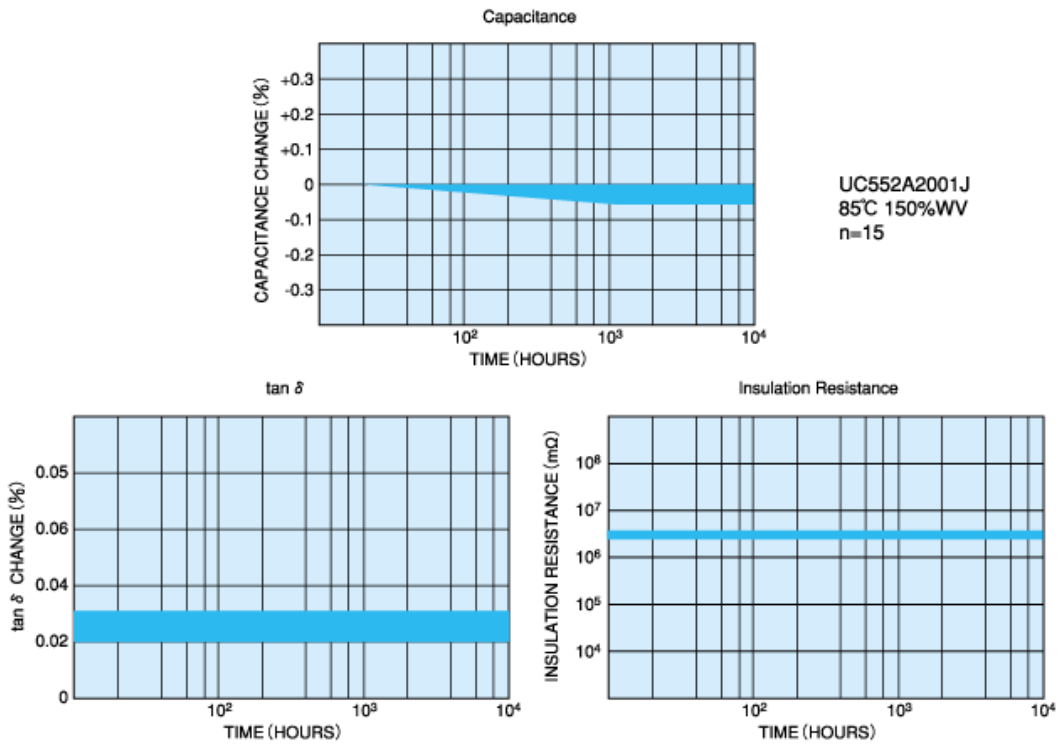 Capacitance
CAPACITANCE CHANGE (%)
+0.3
+0.2
+0.1
0
-0.1
-0.2
-0.3
10² 10³ 10⁴
TIME (HOURS)
UC552A2001J
85℃ 150%WV
n=15
tan δ
tan δ CHANGE (%)
0.05
0.06
0.04
0.02
0
10² 10³ 10⁴
TIME (HOURS)
Insulation Resistance
INSULATION RESISTANCE (mΩ)
10⁸
10⁷
10⁶
10⁵
10⁴
10² 10³ 10⁴
TIME (HOURS)